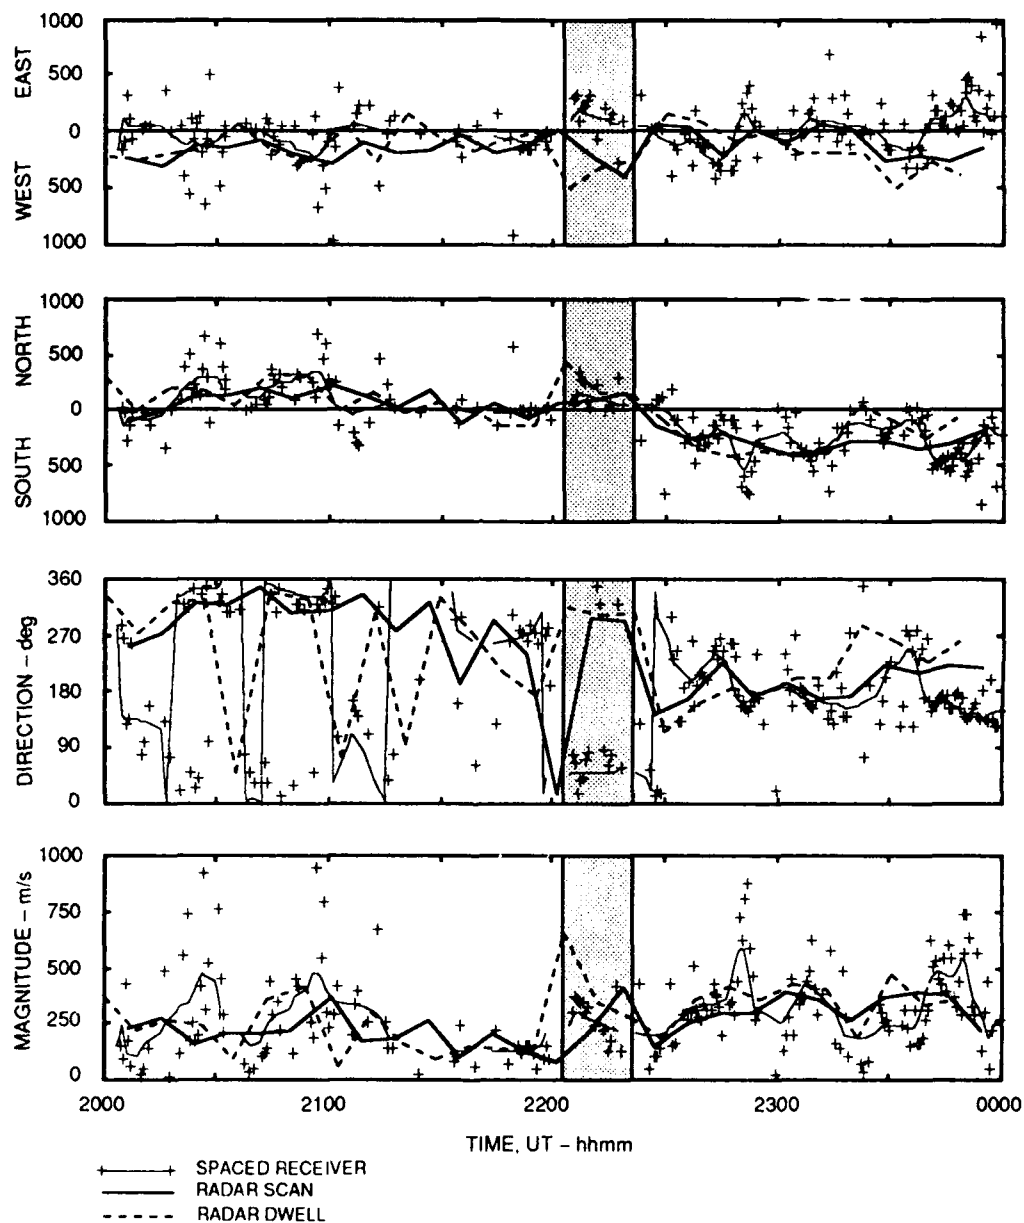 1000
EAST
500
0
WEST
500
1000
1000
NORTH
500
0
SOUTH
500
1000
360
DIRECTION – deg
270
180
90
0
1000
MAGNITUDE – m/s
750
500
250
0
2000 2100 2200 2300 0000
TIME, UT – hhmm
SPACED RECEIVER
RADAR SCAN
RADAR DWELL